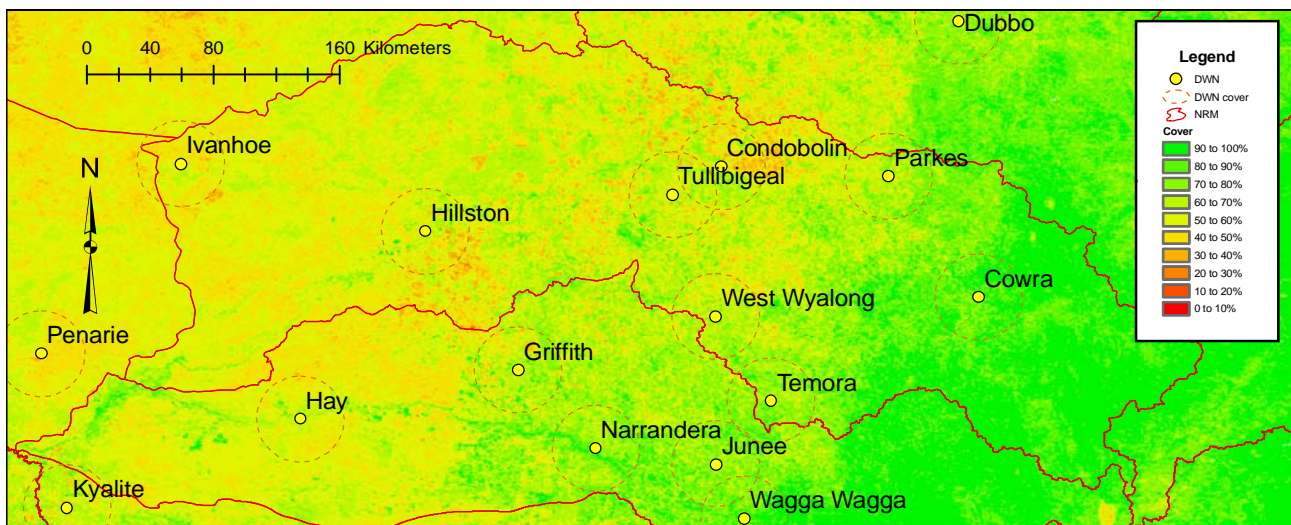 Dubbo
0 40 80 160 Kilometers
Legend
DWN
DWN cover
NRM
Cover
90 to 100%
80 to 90%
70 to 80%
60 to 70%
50 to 60%
40 to 50%
30 to 40%
20 to 30%
10 to 20%
0 to 10%
Ivanhoe
Condobolin
Parkes
Tullibigeal
N
Hillston
Cowra
West Wyalong
Penarie
Griffith
Temora
Hay
Narrandera
Junee
Kyalite
Wagga Wagga